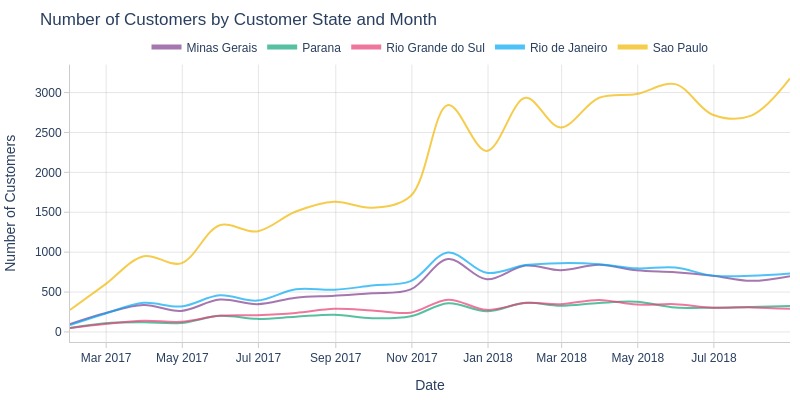 Number of Customers by Customer State and Month
Minas Gerais Parana Rio Grande do Sul Rio de Janeiro Sao Paulo
3000
2500
2000
1500
1000
500
0
Number of Customers
Mar 2017 May 2017 Jul 2017 Sep 2017 Nov 2017 Jan 2018 Mar 2018 May 2018 Jul 2018
Date